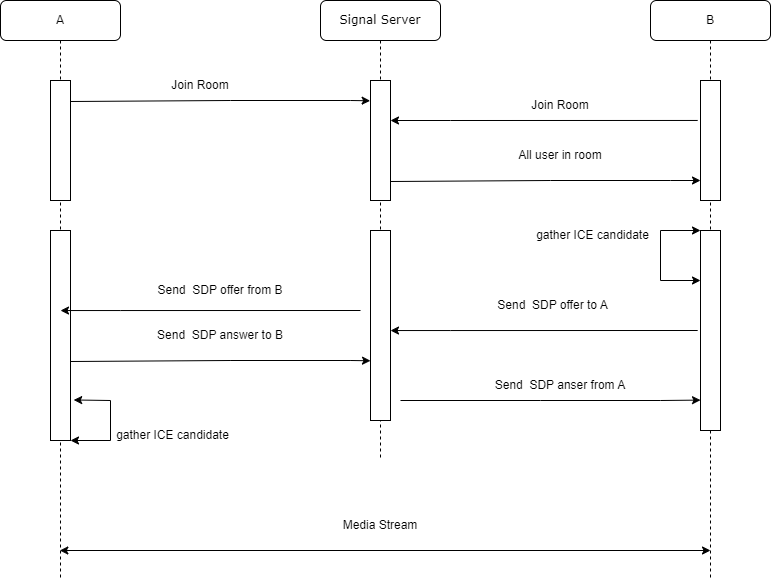 A
Signal Server
B
Join Room
Join Room
All user in room
gather ICE candidate
Send SDP offer from B
Send SDP offer to A
Send SDP answer to B
Send SDP anser from A
gather ICE candidate
Media Stream